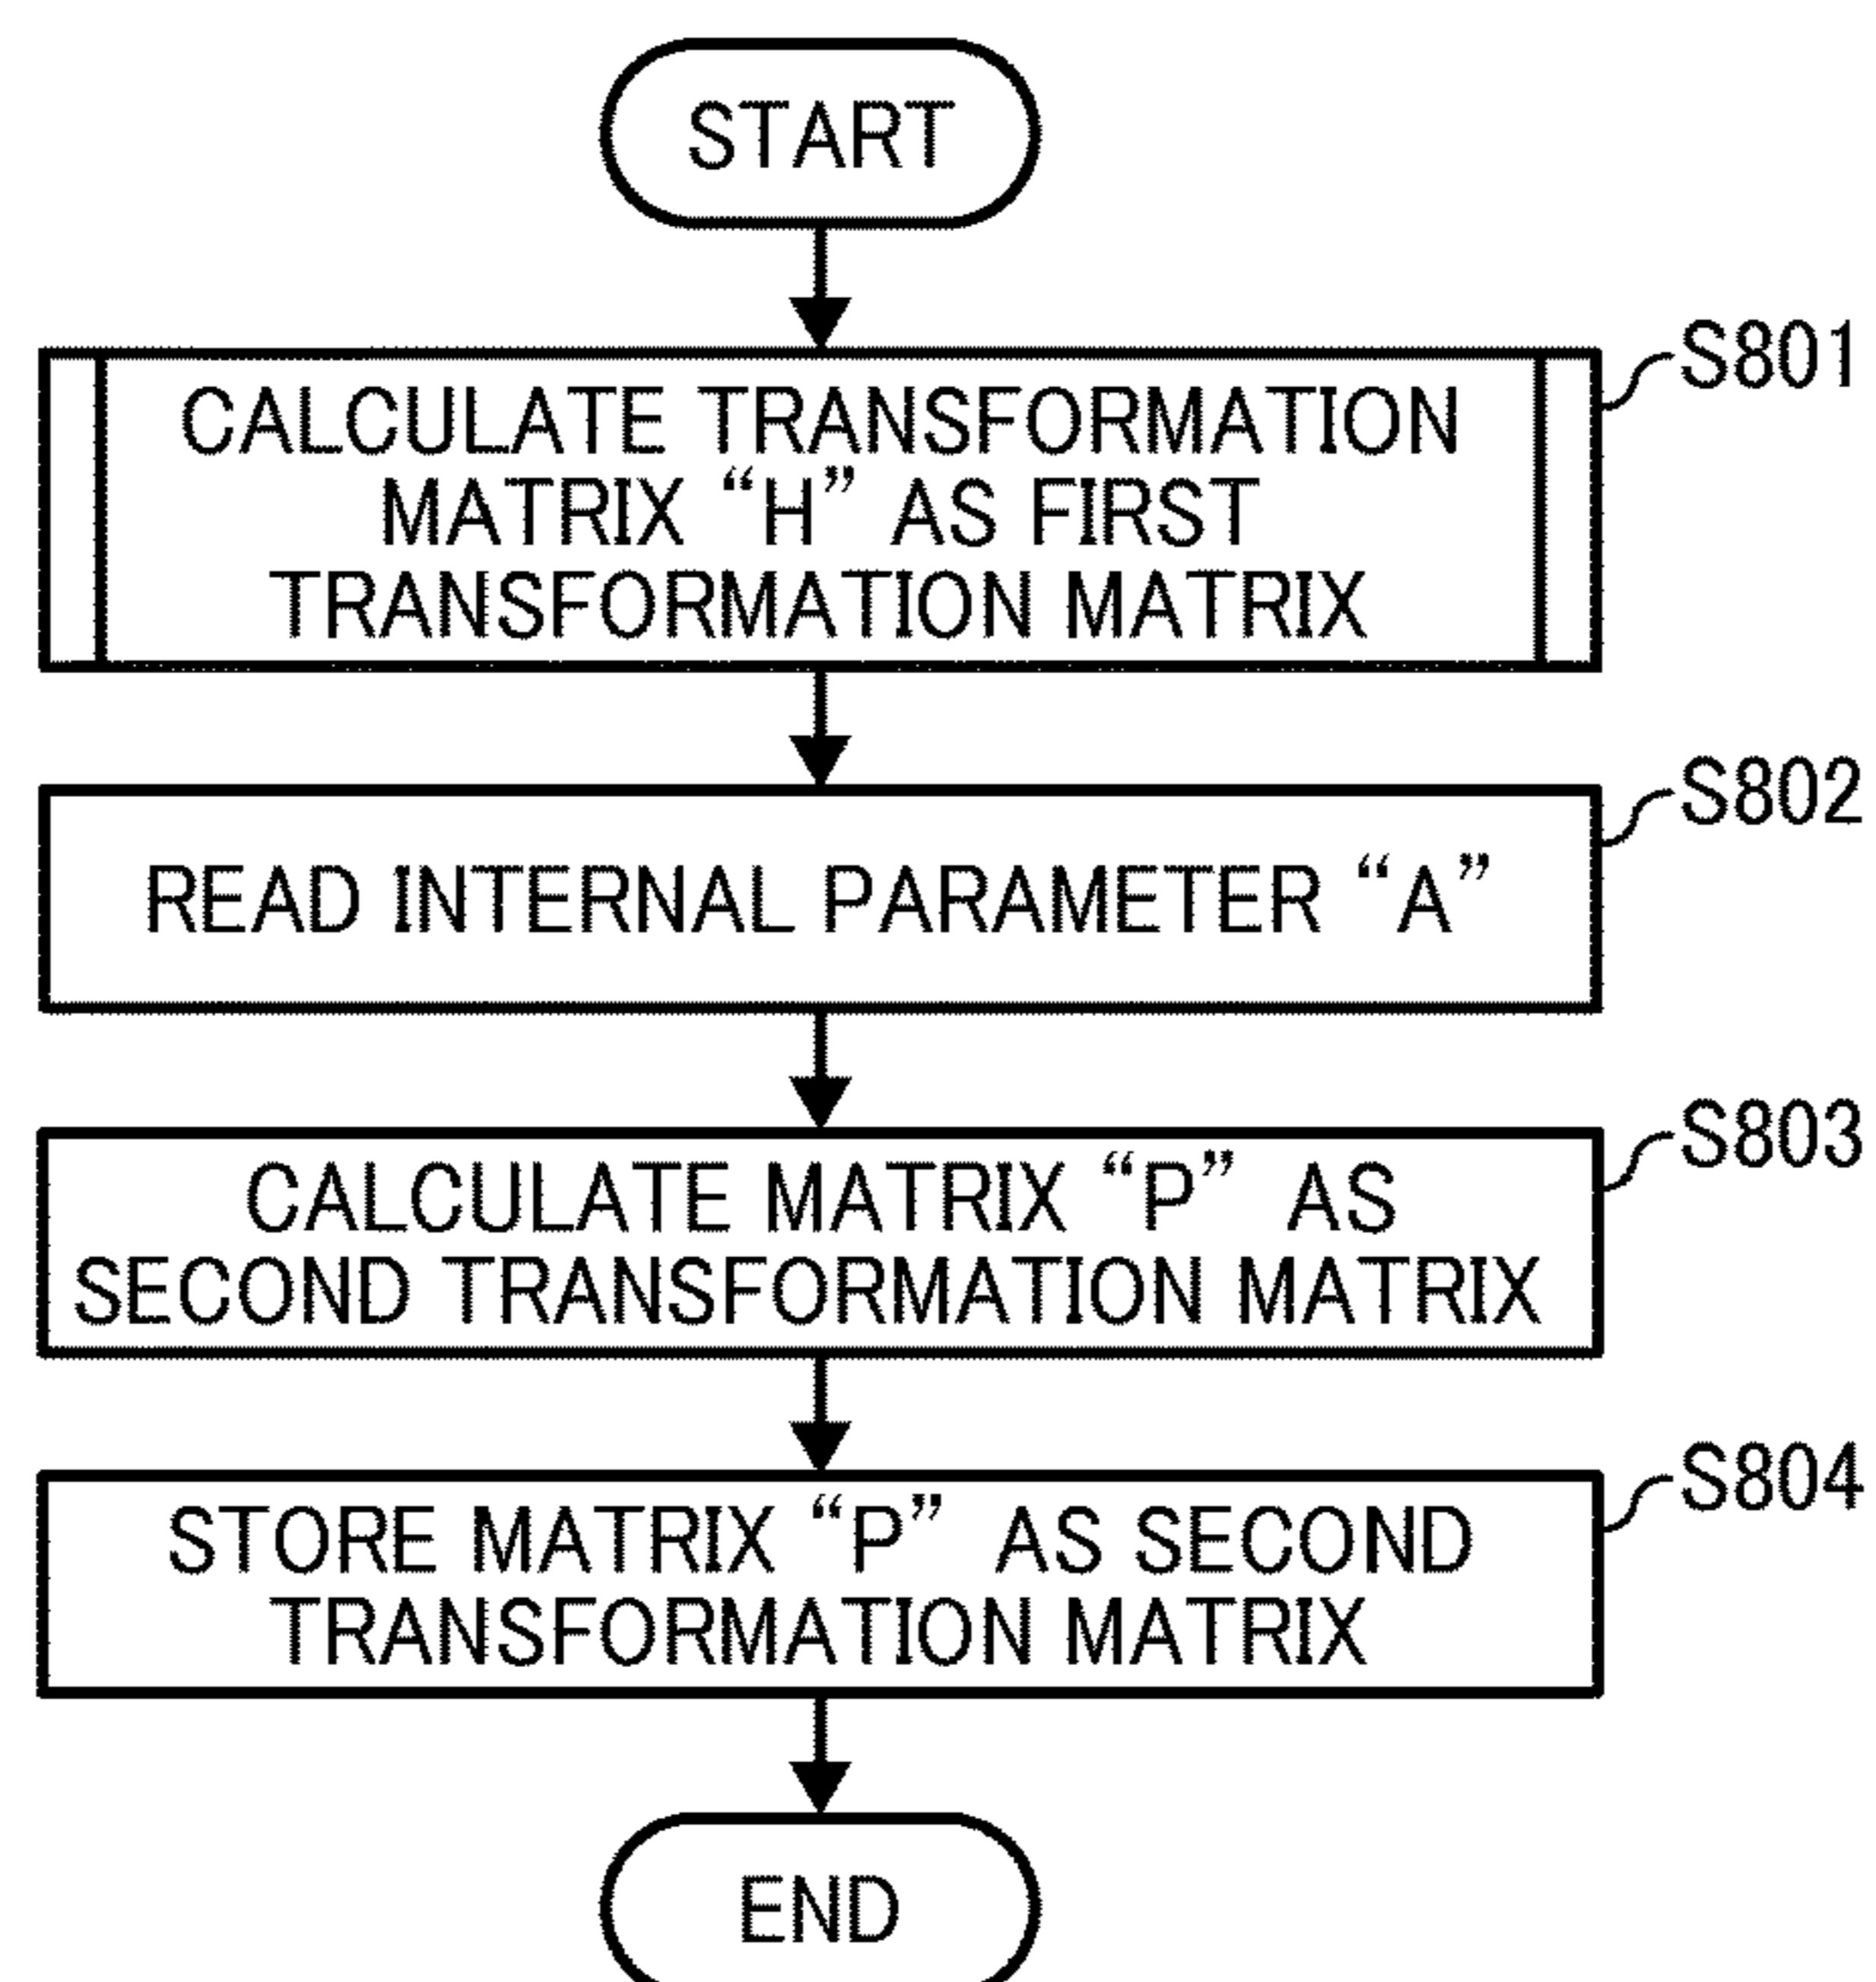 START
S801
CALCULATE TRANSFORMATION
MATRIX “H” AS FIRST
TRANSFORMATION MATRIX
S802
READ INTERNAL PARAMETER “A”
S803
CALCULATE MATRIX “P” AS
SECOND TRANSFORMATION MATRIX
S804
STORE MATRIX “P” AS SECOND
TRANSFORMATION MATRIX
END